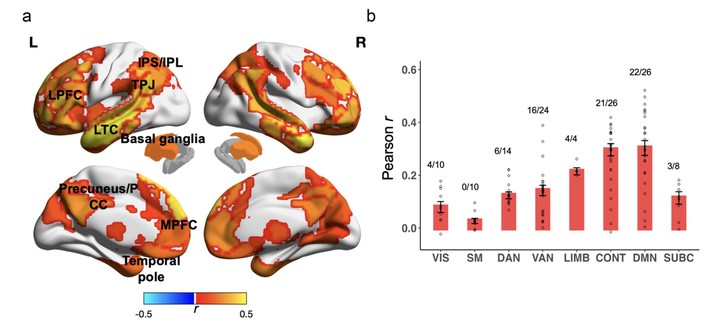 a
L
R
IPS/IPL
TPJ
LPFC
LTC
Basal ganglia
Precuneus/P
CC
MPFC
Temporal
pole
-0.5
r
0.5
b
Pearson r
0.6
0.4
0.2
0.0
4/10
0/10
6/14
16/24
4/4
21/26
22/26
3/8
VIS SM DAN VAN LIMB CONT DMN SUBC